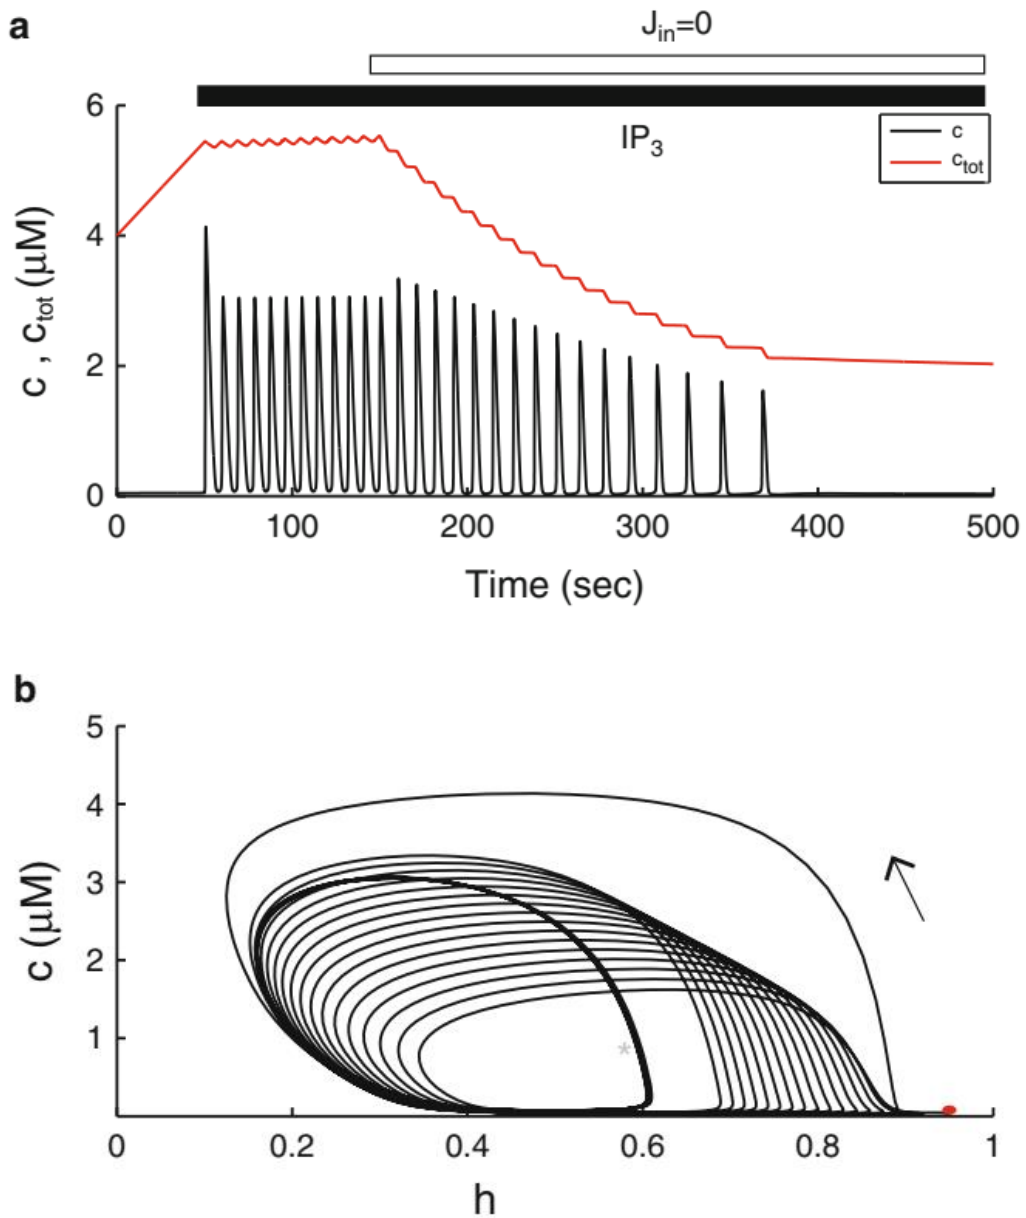 a
J_in=0
IP_3
c
c_tot
6
4
2
0
c , c_tot (μM)
0 100 200 300 400 500
Time (sec)
b
5
4
3
2
1
c (μM)
*
0 0.2 0.4 0.6 0.8 1
h